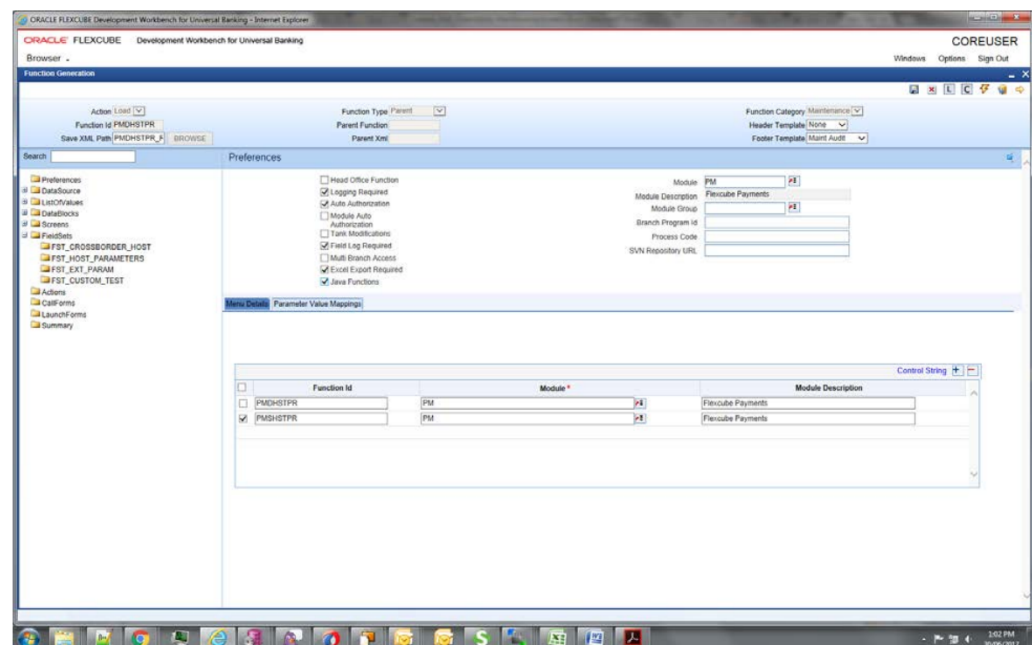 ORACLE FLEXCUBE Development Workbench for Universal Banking - Internet Explorer
ORACLE FLEXCUBE Development Workbench for Universal Banking COREUSER
Browser Windows Options Sign Out
Function Generation
L C
Action Load Function Type Parent Function Category Maintenance
Function Id PMDHSTPR Parent Function Header Template None
Save XML Path PMDHSTPR_F BROWSE Parent Xml Footer Template Maint Audit
Search Preferences
Preferences
DataSource
ListOfValues
DataBlocks
Screens
FieldSets
FST_CROSSBORDER_HOST
FST_HOST_PARAMETERS
FST_EXT_PARAM
FST_CUSTOM_TEST
Actions
CallForms
LaunchForms
Summary
Head Office Function
Logging Required
Auto Authorization
Module Auto
Authorization
Tank Modifications
Field Log Required
Multi Branch Access
Excel Export Required
Java Functions
Module PM
Module Description Flexcube Payments
Module Group
Branch Program Id
Process Code
SVN Repository URL
Menu Details Parameter Value Mappings
Control String + −
Function Id Module * Module Description
PMDHSTPR PM Flexcube Payments
PMSHSTPR PM Flexcube Payments
1:02 PM
30/06/2017